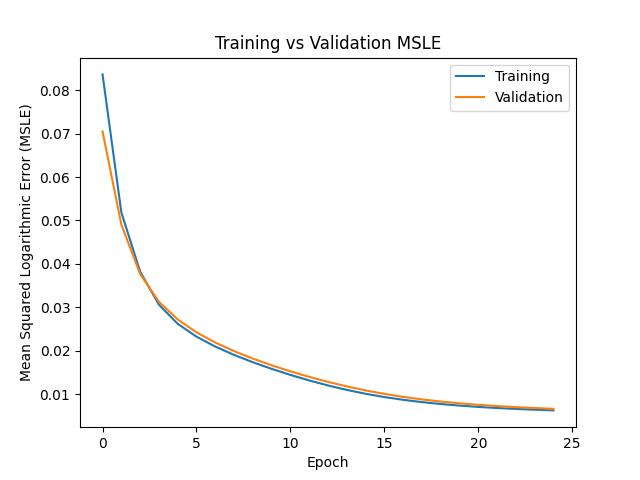 Training vs Validation MSLE
Training
Validation
Mean Squared Logarithmic Error (MSLE)
0.08
0.07
0.06
0.05
0.04
0.03
0.02
0.01
0
5
10
15
20
25
Epoch